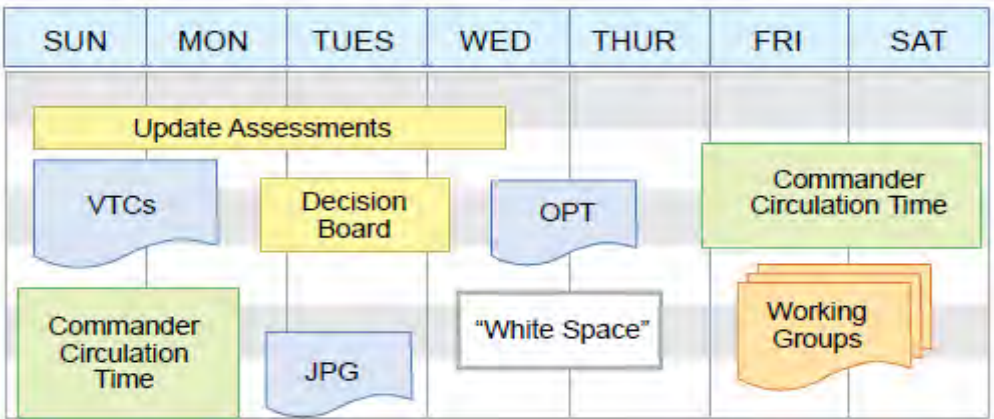 SUN MON TUES WED THUR FRI SAT
Update Assessments
VTCs
Decision
Board
OPT
Commander
Circulation Time
Commander
Circulation
Time
JPG
"White Space"
Working
Groups